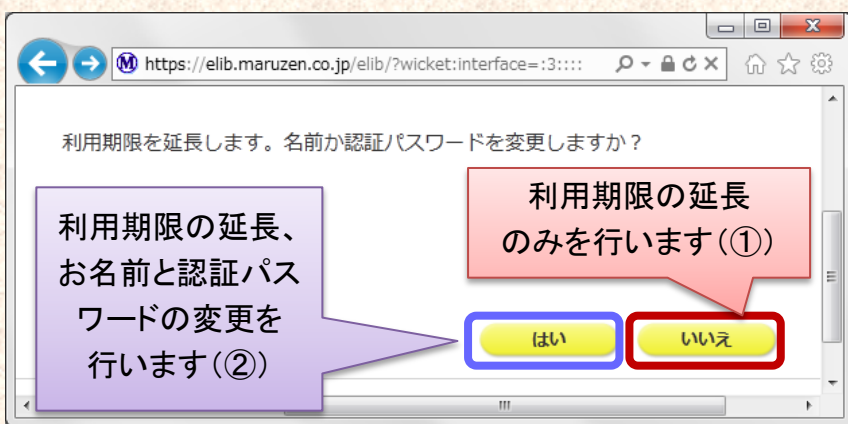 https://elib.maruzen.co.jp/elib/?wicket:interface=:3::::
利用期限を延長します。名前か認証パスワードを変更しますか？
利用期限の延長
のみを行います（①）
利用期限の延長、
お名前と認証パス
ワードの変更を
行います（②）
はい
いいえ